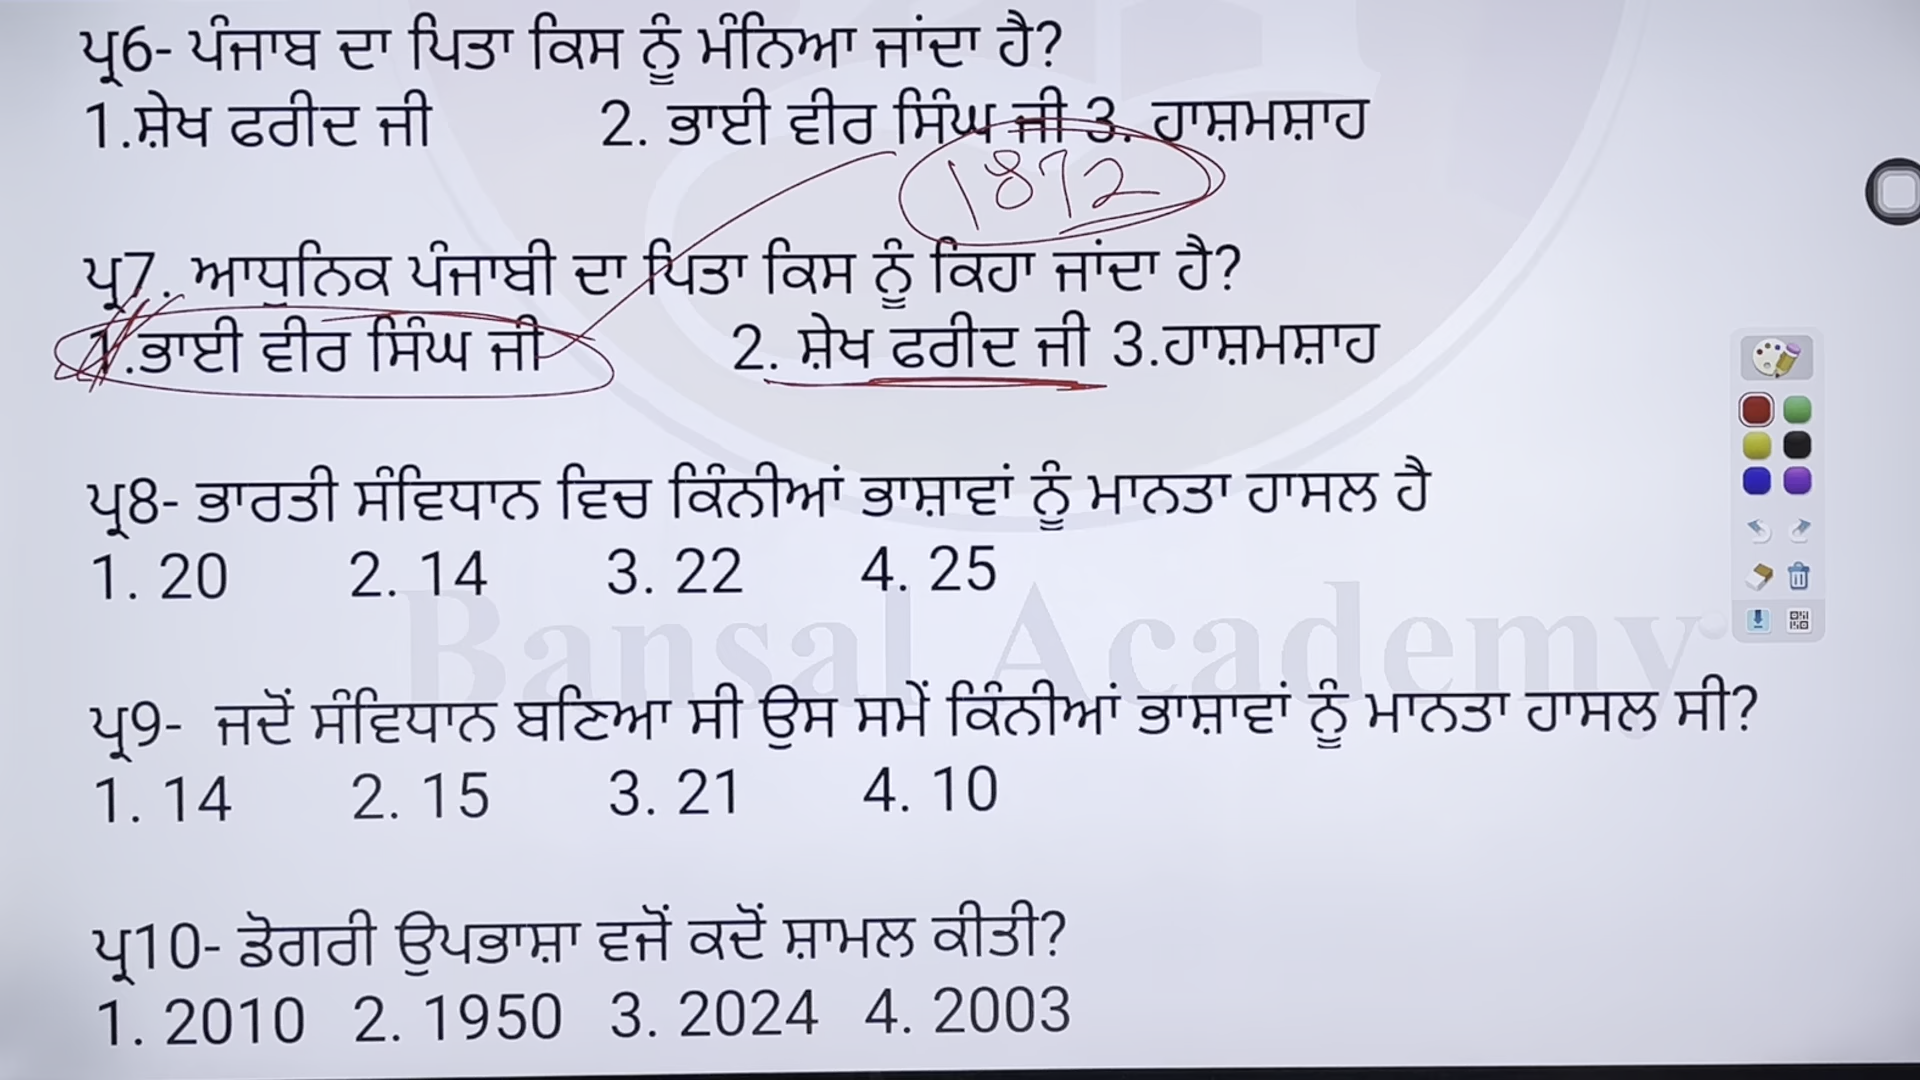 ਪ੍ਰ6- ਪੰਜਾਬ ਦਾ ਪਿਤਾ ਕਿਸ ਨੂੰ ਮੰਨਿਆ ਜਾਂਦਾ ਹੈ?
1.ਸ਼ੇਖ ਫਰੀਦ ਜੀ 2. ਭਾਈ ਵੀਰ ਸਿੰਘ ਜੀ 3. ਹਾਸ਼ਮਸ਼ਾਹ
1872
ਪ੍ਰ7. ਆਧੁਨਿਕ ਪੰਜਾਬੀ ਦਾ ਪਿਤਾ ਕਿਸ ਨੂੰ ਕਿਹਾ ਜਾਂਦਾ ਹੈ?
1.ਭਾਈ ਵੀਰ ਸਿੰਘ ਜੀ 2. ਸ਼ੇਖ ਫਰੀਦ ਜੀ 3.ਹਾਸ਼ਮਸ਼ਾਹ
ਪ੍ਰ8- ਭਾਰਤੀ ਸੰਵਿਧਾਨ ਵਿਚ ਕਿੰਨੀਆਂ ਭਾਸ਼ਾਵਾਂ ਨੂੰ ਮਾਨਤਾ ਹਾਸਲ ਹੈ
1. 20 2. 14 3. 22 4. 25
Bansal Academy
ਪ੍ਰ9- ਜਦੋਂ ਸੰਵਿਧਾਨ ਬਣਿਆ ਸੀ ਉਸ ਸਮੇਂ ਕਿੰਨੀਆਂ ਭਾਸ਼ਾਵਾਂ ਨੂੰ ਮਾਨਤਾ ਹਾਸਲ ਸੀ?
1. 14 2. 15 3. 21 4. 10
ਪ੍ਰ10- ਡੋਗਰੀ ਉਪਭਾਸ਼ਾ ਵਜੋਂ ਕਦੋਂ ਸ਼ਾਮਲ ਕੀਤੀ?
1. 2010 2. 1950 3. 2024 4. 2003